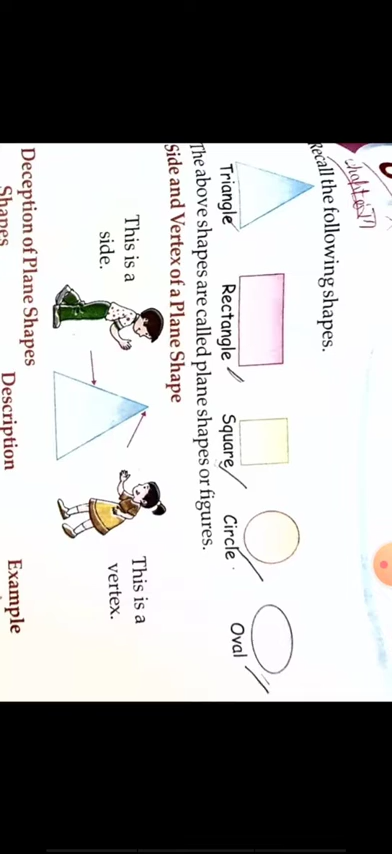 Recall the following shapes.
Triangle Rectangle Square Circle Oval
The above shapes are called plane shapes or figures.
Side and Vertex of a Plane Shape
This is a
side.
This is a
vertex.
Deception of Plane Shapes
Shapes Description Example